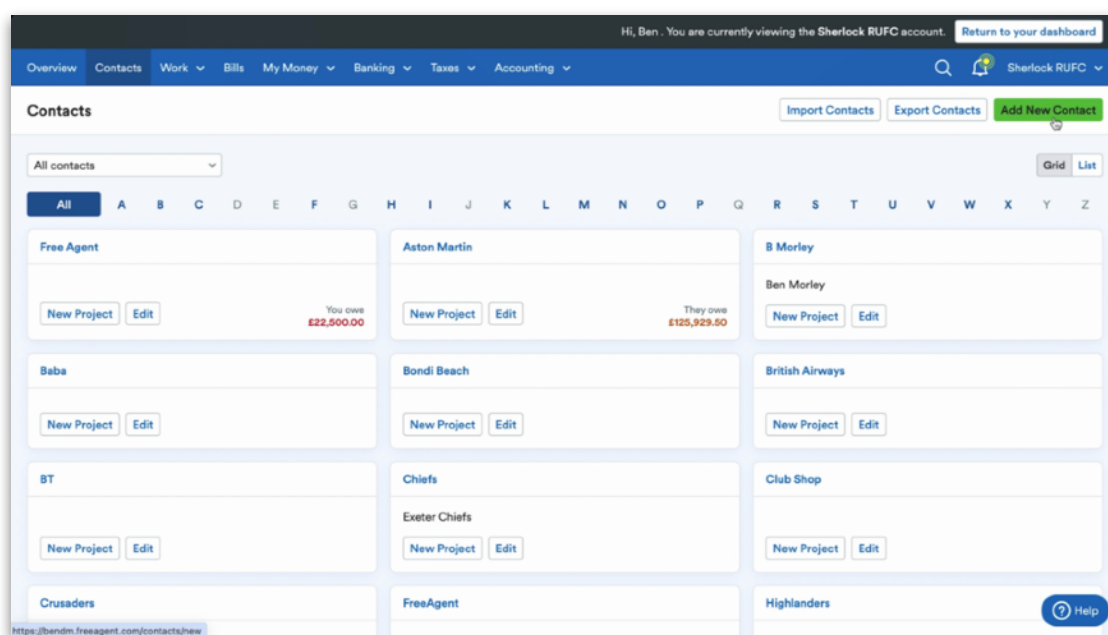 Hi, Ben . You are currently viewing the Sherlock RUFC account. Return to your dashboard
Overview Contacts Work Bills My Money Banking Taxes Accounting Sherlock RUFC
Contacts Import Contacts Export Contacts Add New Contact
All contacts Grid List
All A B C D E F G H I J K L M N O P Q R S T U V W X Y Z
Free Agent Aston Martin B Morley
Ben Morley
New Project Edit You owe £22,500.00 New Project Edit They owe £125,929.50 New Project Edit
Baba Bondi Beach British Airways
New Project Edit New Project Edit New Project Edit
BT Chiefs Club Shop
Exeter Chiefs
New Project Edit New Project Edit New Project Edit
Crusaders FreeAgent Highlanders
Help
https://bendm.freeagent.com/contacts/new